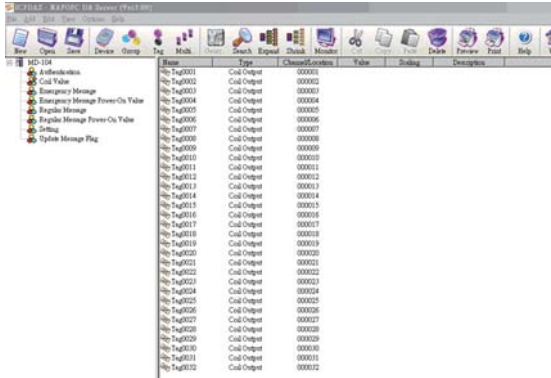 ICPDAS - NAPOPC DA Server
File Add Edit View Options Help
New Open Save Device Group Tag Multi. Search Expand Shrink Monitor Cut Copy Paste Delete Preview Print Help
MD-104
Authentication
Coil Value
Emergency Message
Emergency Message Power-On Value
Regular Message
Regular Message Power-On Value
Setting
Update Message Flag
Name Type Channel/Location Value Scaling Description
Tag0001 Coil Output 000001
Tag0002 Coil Output 000002
Tag0003 Coil Output 000003
Tag0004 Coil Output 000004
Tag0005 Coil Output 000005
Tag0006 Coil Output 000006
Tag0007 Coil Output 000007
Tag0008 Coil Output 000008
Tag0009 Coil Output 000009
Tag0010 Coil Output 000010
Tag0011 Coil Output 000011
Tag0012 Coil Output 000012
Tag0013 Coil Output 000013
Tag0014 Coil Output 000014
Tag0015 Coil Output 000015
Tag0016 Coil Output 000016
Tag0017 Coil Output 000017
Tag0018 Coil Output 000018
Tag0019 Coil Output 000019
Tag0020 Coil Output 000020
Tag0021 Coil Output 000021
Tag0022 Coil Output 000022
Tag0023 Coil Output 000023
Tag0024 Coil Output 000024
Tag0025 Coil Output 000025
Tag0026 Coil Output 000026
Tag0027 Coil Output 000027
Tag0028 Coil Output 000028
Tag0029 Coil Output 000029
Tag0030 Coil Output 000030
Tag0031 Coil Output 000031
Tag0032 Coil Output 000032